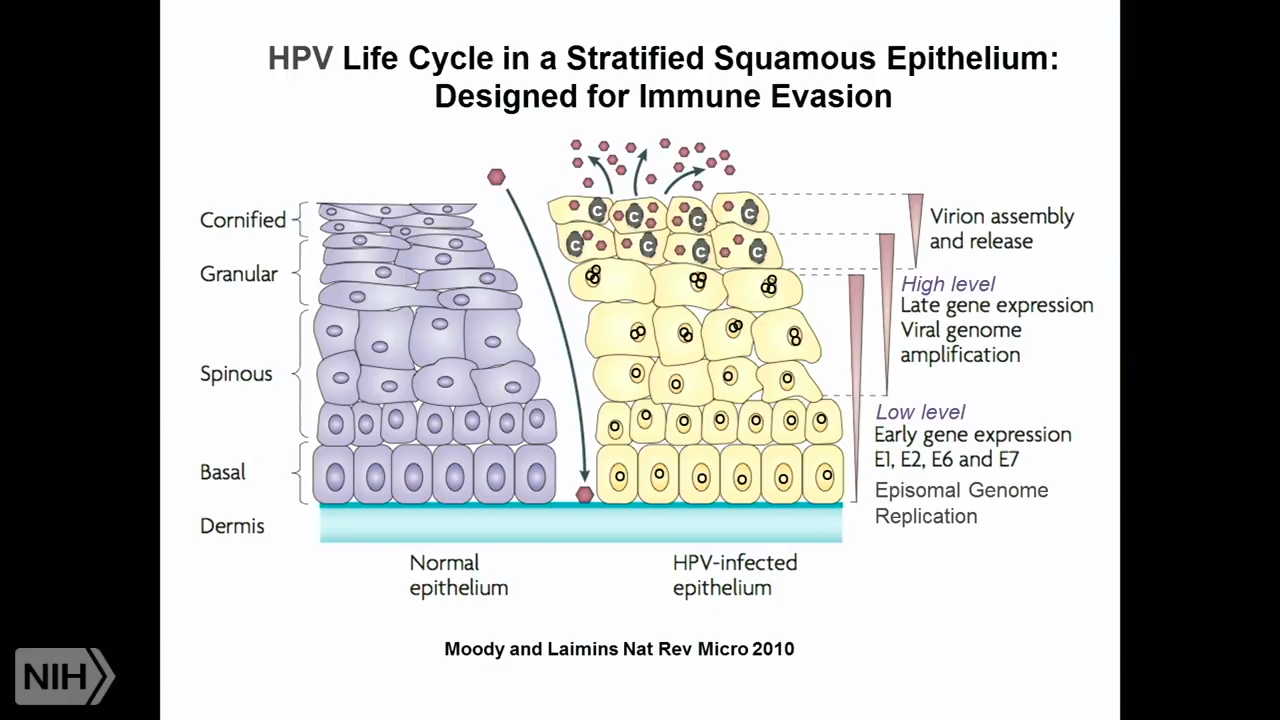 HPV Life Cycle in a Stratified Squamous Epithelium:
Designed for Immune Evasion
Cornified
Granular
Spinous
Basal
Dermis
C C C C
C C C C
Virion assembly
and release
High level
Late gene expression
Viral genome
amplification
Low level
Early gene expression
E1, E2, E6 and E7
Episomal Genome
Replication
Normal
epithelium
HPV-infected
epithelium
Moody and Laimins Nat Rev Micro 2010
NIH